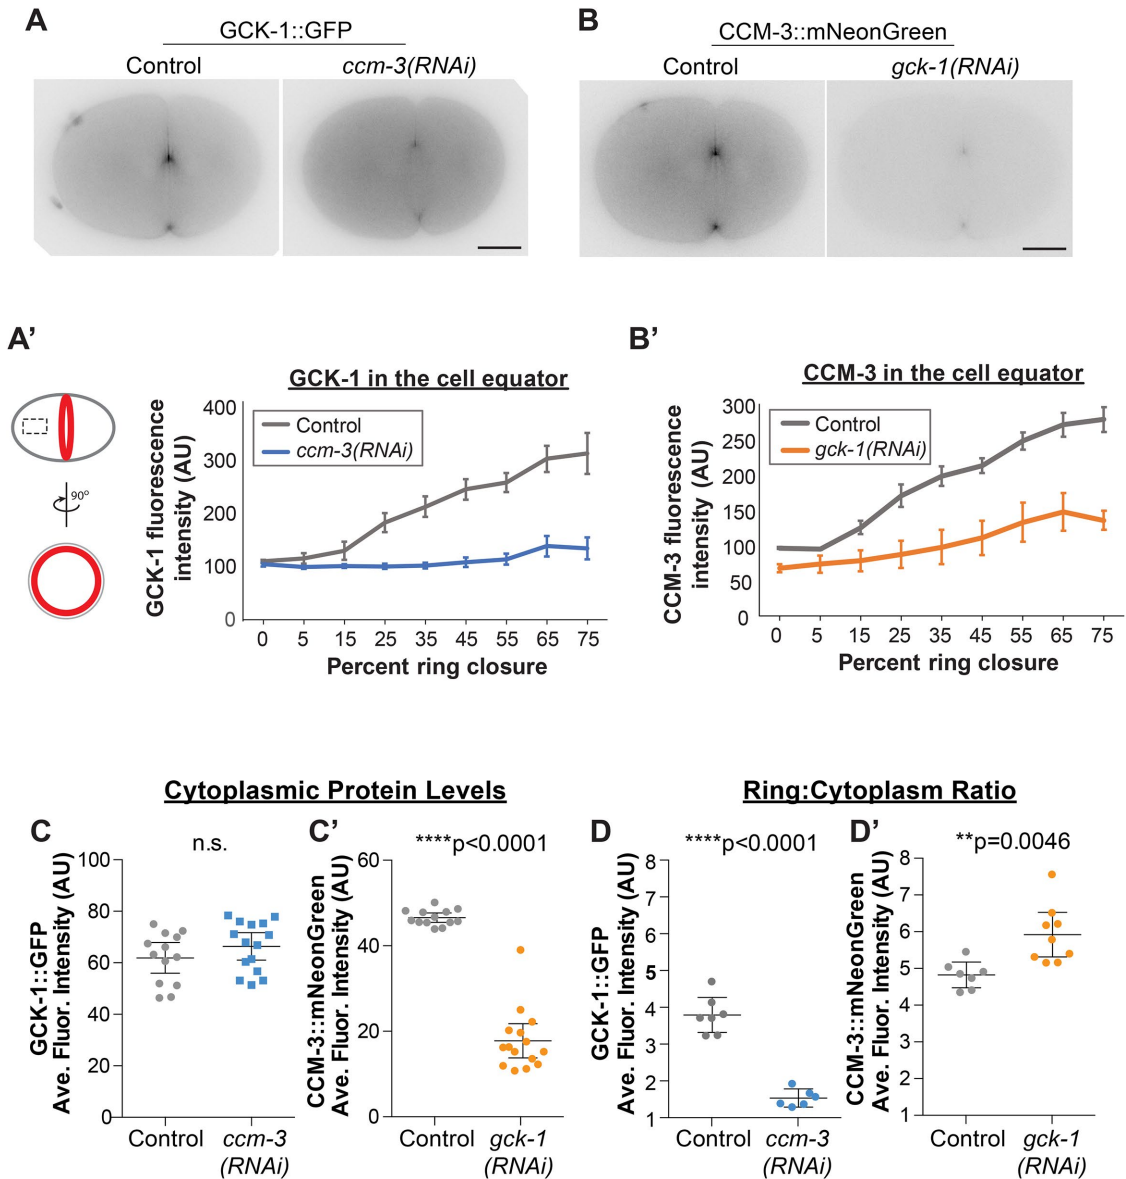 A
GCK-1::GFP
Control
ccm-3(RNAi)
B
CCM-3::mNeonGreen
Control
gck-1(RNAi)
A'
90°
GCK-1 in the cell equator
GCK-1 fluorescence
intensity (AU)
400
300
200
100
0
Control
ccm-3(RNAi)
0 5 15 25 35 45 55 65 75
Percent ring closure
B'
CCM-3 in the cell equator
CCM-3 fluorescence
intensity (AU)
300
250
200
150
100
50
0
Control
gck-1(RNAi)
0 5 15 25 35 45 55 65 75
Percent ring closure
Cytoplasmic Protein Levels
C
n.s.
GCK-1::GFP
Ave. Fluor. Intensity (AU)
100
80
60
40
20
0
Control
ccm-3
(RNAi)
C'
****p<0.0001
CCM-3::mNeonGreen
Ave. Fluor. Intensity (AU)
60
40
20
0
Control
gck-1
(RNAi)
Ring:Cytoplasm Ratio
D
****p<0.0001
GCK-1::GFP
Ave. Fluor. Intensity (AU)
8
7
6
5
4
3
2
1
Control
ccm-3
(RNAi)
D'
**p=0.0046
CCM-3::mNeonGreen
Ave. Fluor. Intensity (AU)
8
7
6
5
4
3
2
1
Control
gck-1
(RNAi)